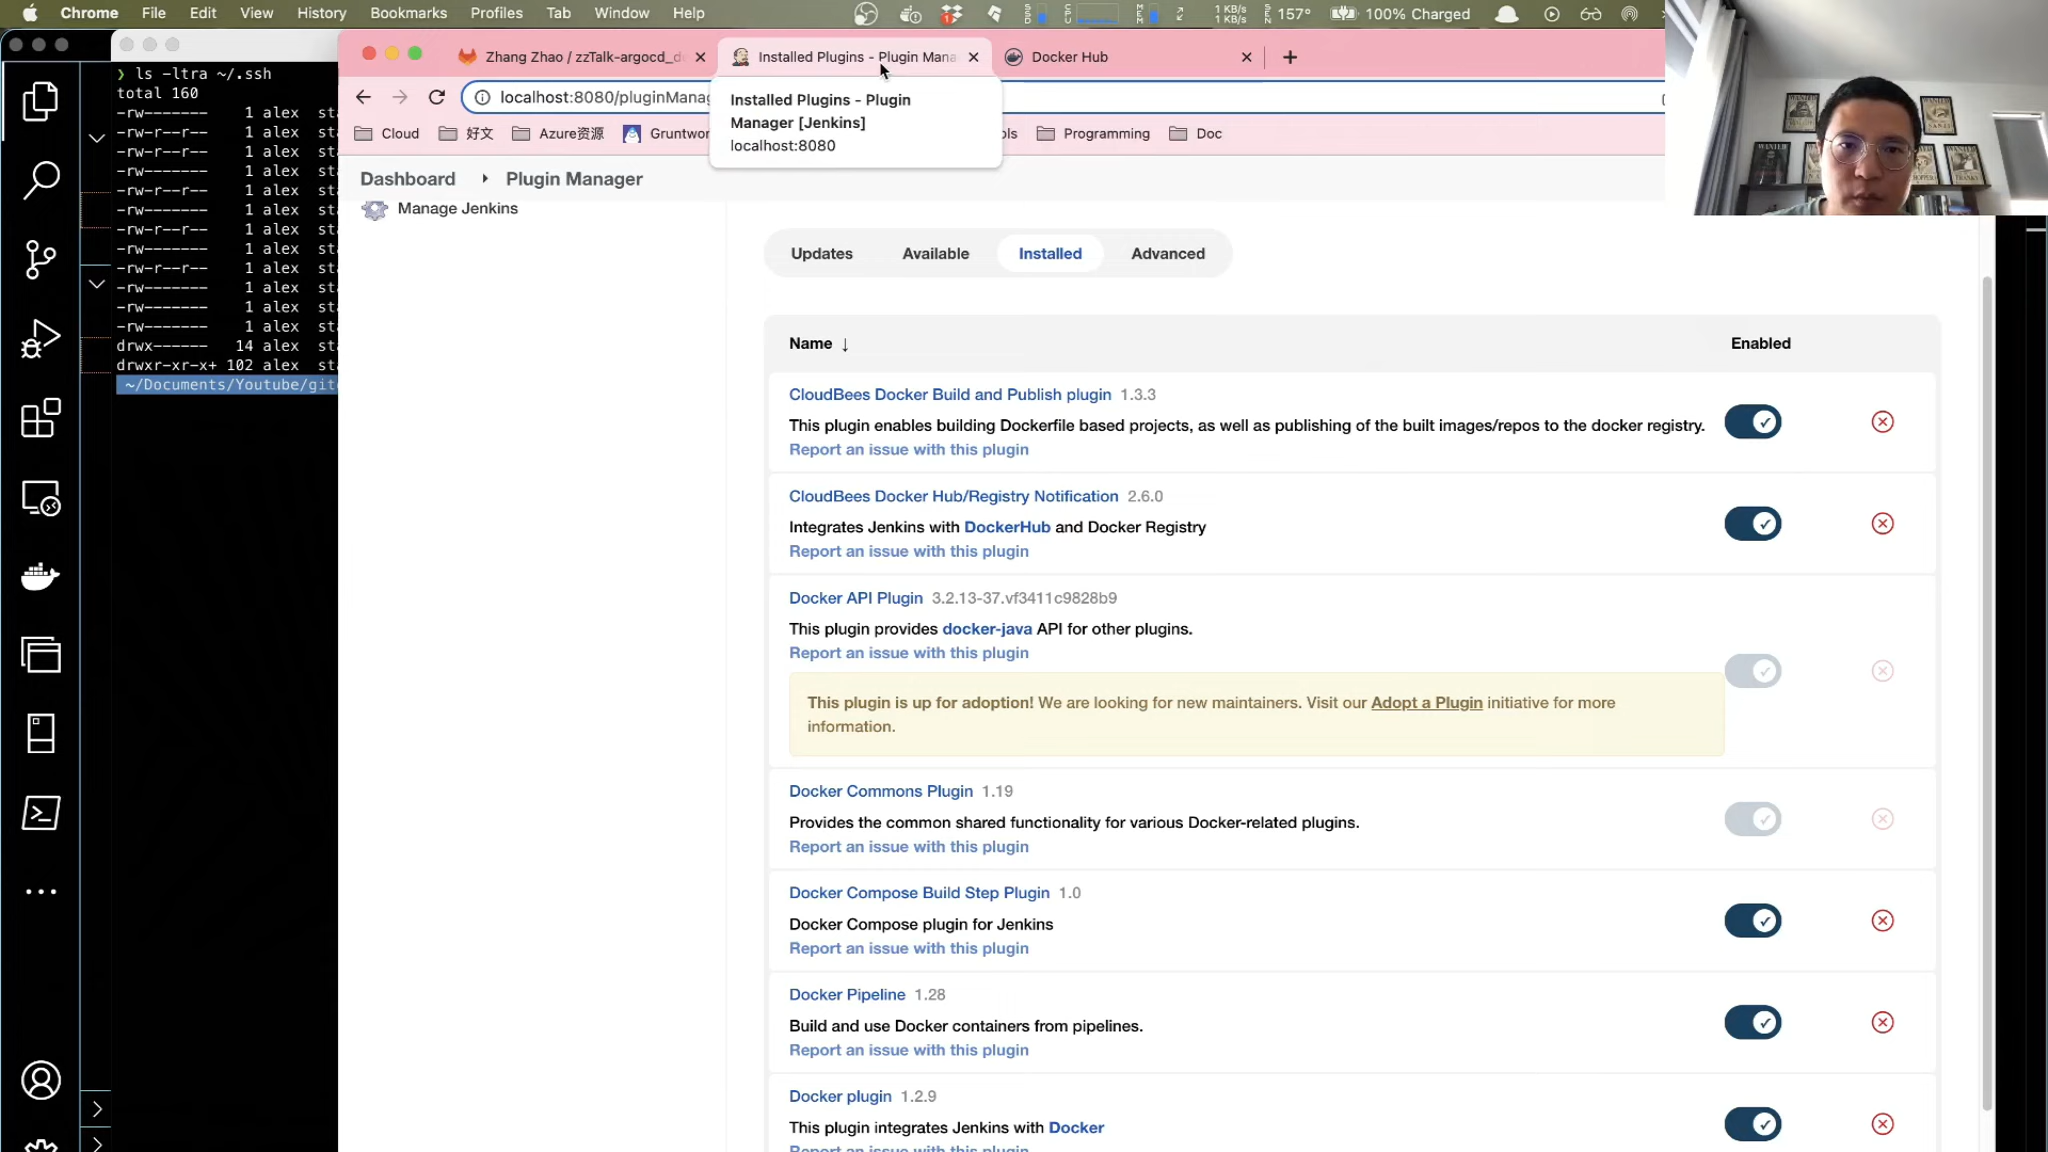 Chrome File Edit View History Bookmarks Profiles Tab Window Help
1 KB/s
1 KB/s
157°
100% Charged
❯ ls -ltra ~/.ssh
total 160
-rw------- 1 alex
-rw-r--r-- 1 alex
-rw-r--r-- 1 alex
-rw------- 1 alex
-rw-r--r-- 1 alex
-rw------- 1 alex
-rw-r--r-- 1 alex
-rw------- 1 alex
-rw-r--r-- 1 alex
-rw------- 1 alex
-rw------- 1 alex
-rw------- 1 alex
drwx------ 14 alex
drwxr-xr-x+ 102 alex
Zhang Zhao / zzTalk-argocd_d
Installed Plugins - Plugin Mana
Docker Hub
Installed Plugins - Plugin
Manager [Jenkins]
localhost:8080
Cloud
好文
Azure资源
Programming
Doc
Dashboard
Plugin Manager
Manage Jenkins
Updates
Available
Installed
Advanced
Name ↓
Enabled
CloudBees Docker Build and Publish plugin 1.3.3
This plugin enables building Dockerfile based projects, as well as publishing of the built images/repos to the docker registry.
Report an issue with this plugin
CloudBees Docker Hub/Registry Notification 2.6.0
Integrates Jenkins with DockerHub and Docker Registry
Report an issue with this plugin
Docker API Plugin 3.2.13-37.vf3411c9828b9
This plugin provides docker-java API for other plugins.
Report an issue with this plugin
This plugin is up for adoption! We are looking for new maintainers. Visit our Adopt a Plugin initiative for more
information.
Docker Commons Plugin 1.19
Provides the common shared functionality for various Docker-related plugins.
Report an issue with this plugin
Docker Compose Build Step Plugin 1.0
Docker Compose plugin for Jenkins
Report an issue with this plugin
Docker Pipeline 1.28
Build and use Docker containers from pipelines.
Report an issue with this plugin
Docker plugin 1.2.9
This plugin integrates Jenkins with Docker
Report an issue with this plugin